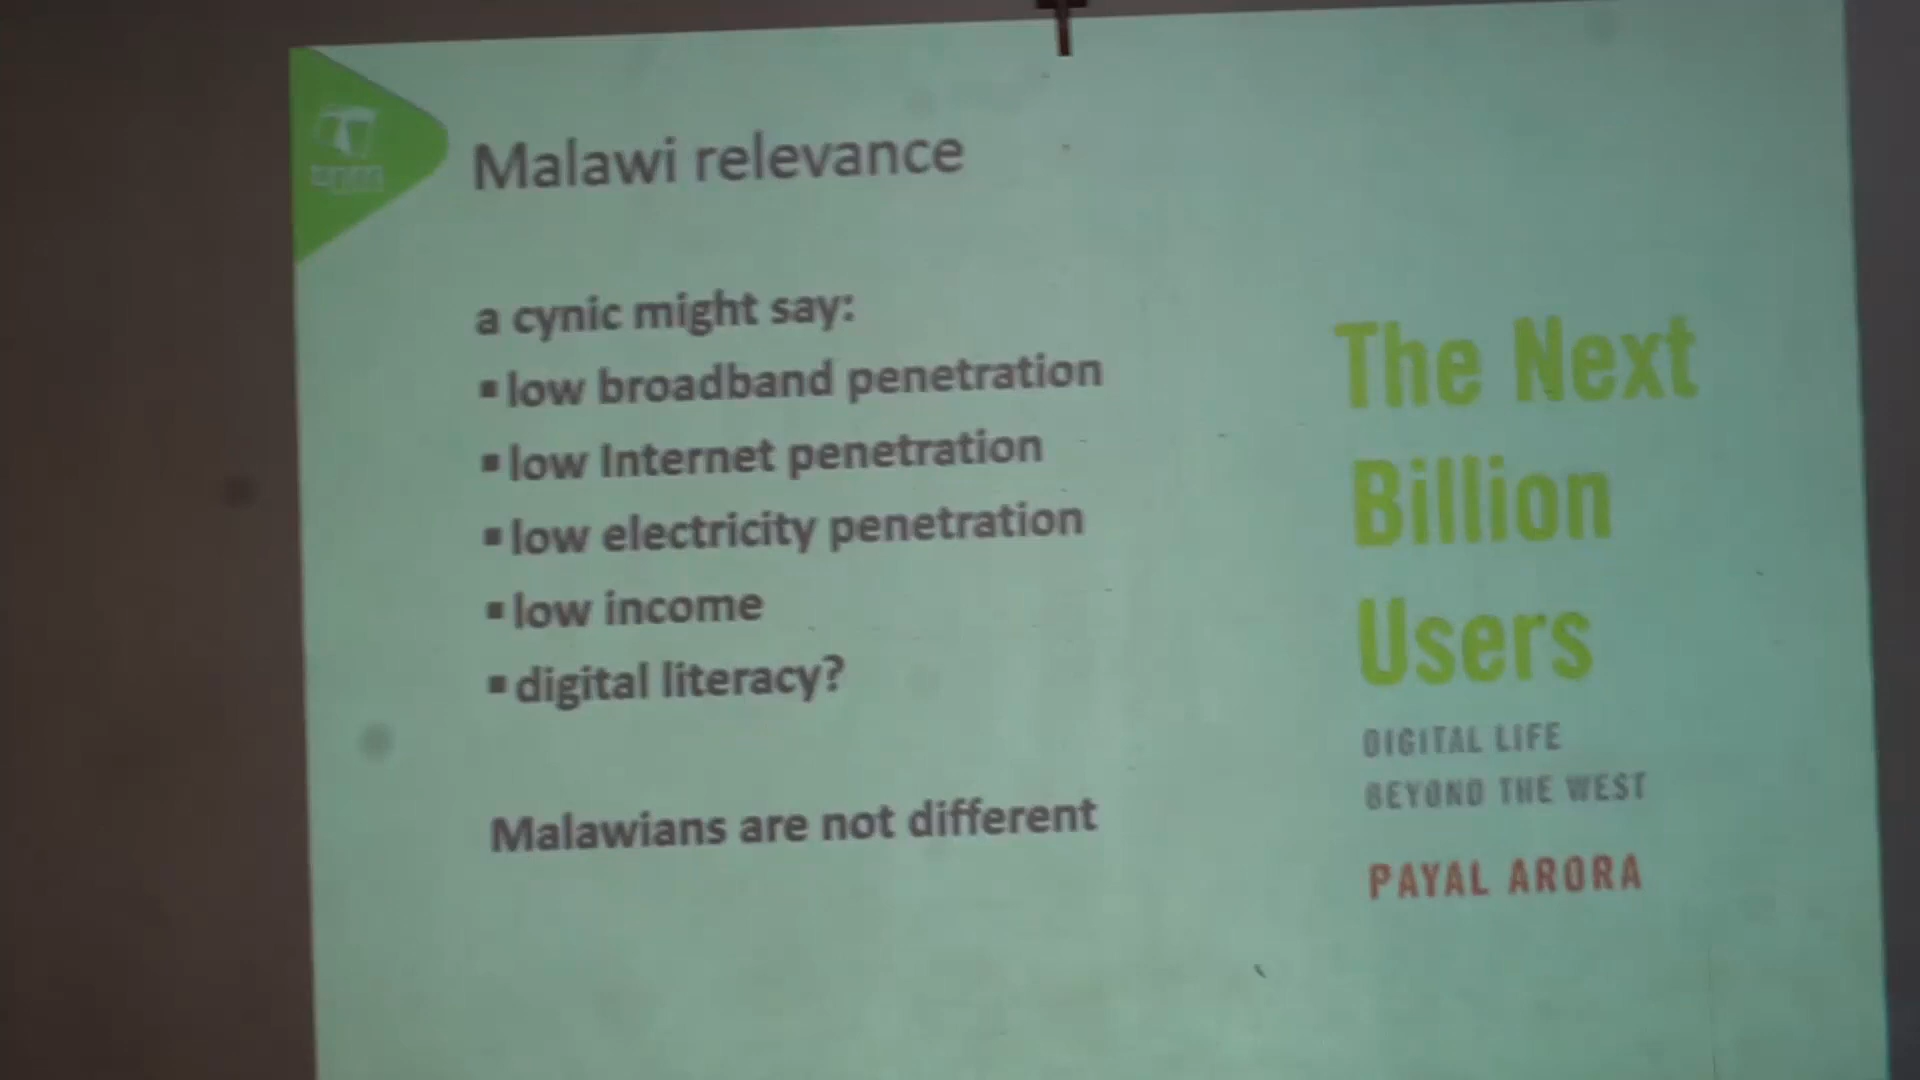 Malawi relevance
a cynic might say:
▪ low broadband penetration
▪ low Internet penetration
▪ low electricity penetration
▪ low income
▪ digital literacy?
Malawians are not different
The Next
Billion
Users
DIGITAL LIFE
BEYOND THE WEST
PAYAL ARORA